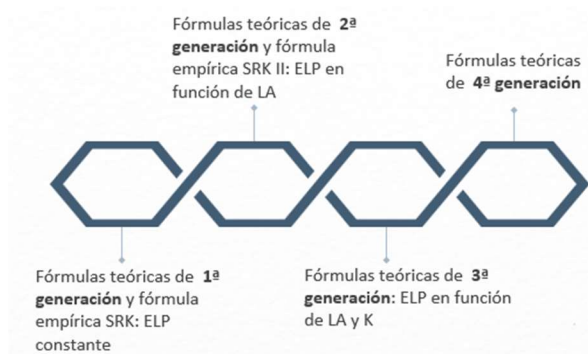 Fórmulas teóricas de 2ª
generación y fórmula
empírica SRK II: ELP en
función de LA
Fórmulas teóricas
de 4ª generación
Fórmulas teóricas de 1ª
generación y fórmula
empírica SRK: ELP
constante
Fórmulas teóricas de 3ª
generación: ELP en función
de LA y K